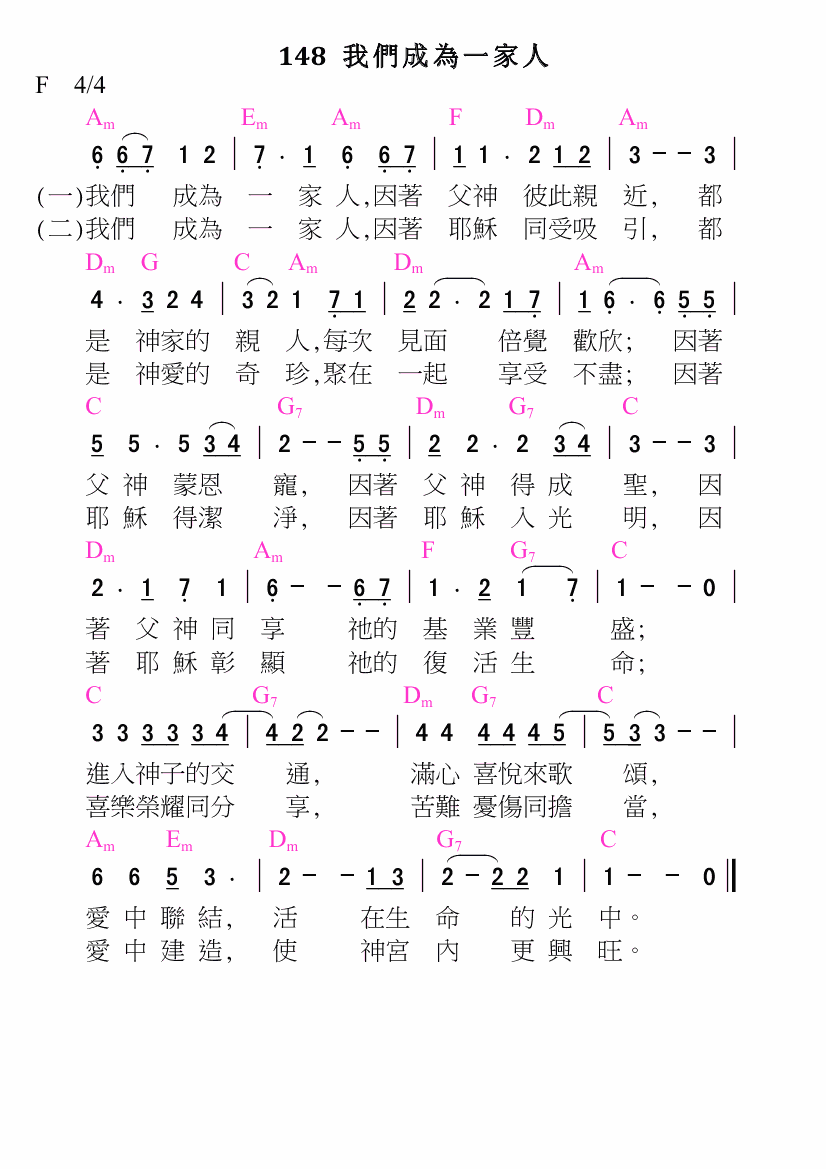 148 我們成為一家人
F 4/4
Am Em Am F Dm Am
6 6 7 1 2 | 7 · 1 6 6 7 | 1 1 · 2 1 2 | 3 － － 3 |
(一)我們 成為 一 家 人,因著 父神 彼此親 近, 都
(二)我們 成為 一 家 人,因著 耶穌 同受吸 引, 都
Dm G C Am Dm Am
4 · 3 2 4 | 3 2 1 7 1 | 2 2 · 2 1 7 | 1 6 · 6 5 5 |
是 神家的 親 人,每次 見面 倍覺 歡欣; 因著
是 神愛的 奇 珍,聚在 一起 享受 不盡; 因著
C G7 Dm G7 C
5 5 · 5 3 4 | 2 － － 5 5 | 2 2 · 2 3 4 | 3 － － 3 |
父 神 蒙恩 寵, 因著 父 神 得 成 聖, 因
耶 穌 得潔 淨, 因著 耶 穌 入 光 明, 因
Dm Am F G7 C
2 · 1 7 1 | 6 － － 6 7 | 1 · 2 1 7 | 1 － － 0 |
著 父 神 同 享 祂的 基 業 豐 盛;
著 耶 穌 彰 顯 祂的 復 活 生 命;
C G7 Dm G7 C
3 3 3 3 3 4 | 4 2 2 － － | 4 4 4 4 4 5 | 5 3 3 － － |
進入神子的交 通, 滿心 喜悅來歌 頌,
喜樂榮耀同分 享, 苦難 憂傷同擔 當,
Am Em Dm G7 C
6 6 5 3 · | 2 － － 1 3 | 2 － 2 2 1 | 1 － － 0 ‖
愛 中 聯 結, 活 在生 命 的 光 中。
愛 中 建 造, 使 神宮 內 更 興 旺。